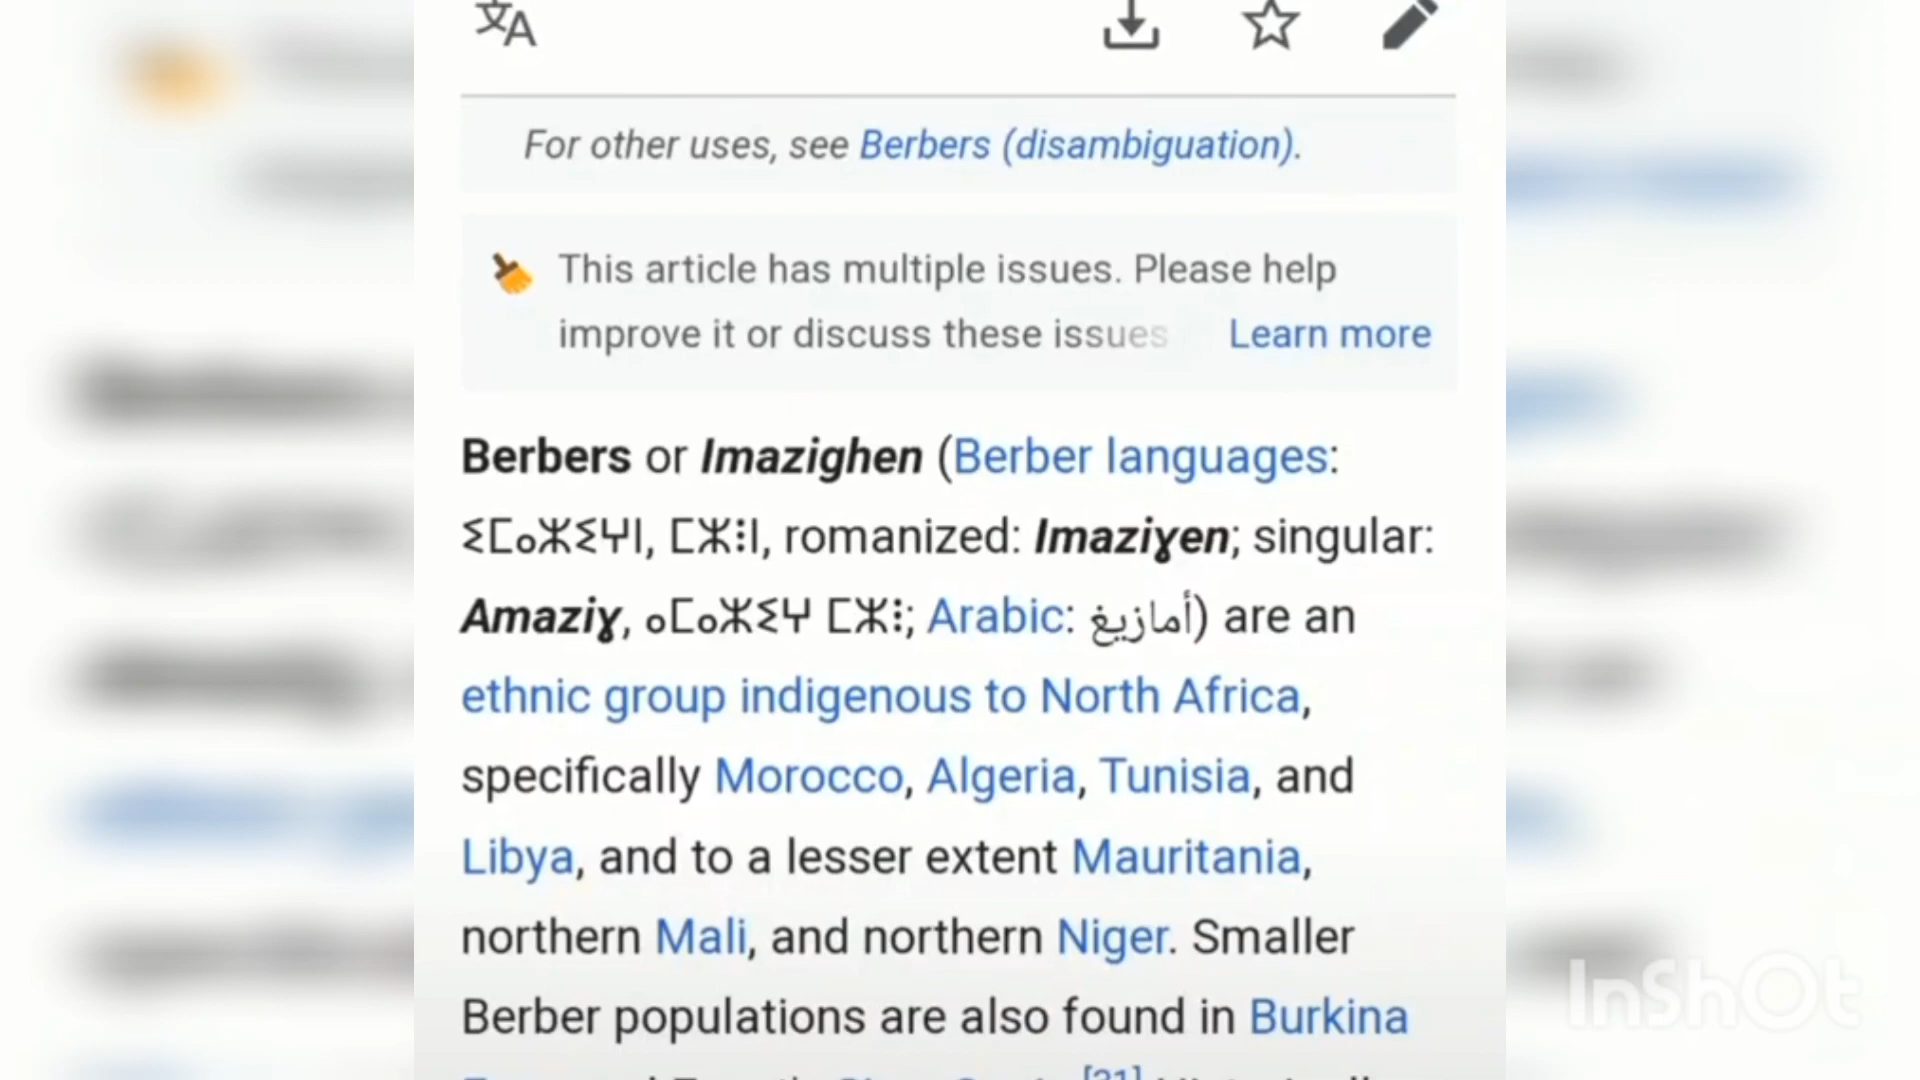 For other uses, see Berbers (disambiguation).
This article has multiple issues. Please help
improve it or discuss these issues Learn more
Berbers or Imazighen (Berber languages:
ⵉⵎⴰⵣⵉⵖⵏ, ⵎⵣⵗⵏ, romanized: Imaziɣen; singular:
Amaziɣ, ⴰⵎⴰⵣⵉⵖ ⵎⵣⵗ; Arabic: أمازيغ) are an
ethnic group indigenous to North Africa,
specifically Morocco, Algeria, Tunisia, and
Libya, and to a lesser extent Mauritania,
northern Mali, and northern Niger. Smaller
Berber populations are also found in Burkina
InShOt